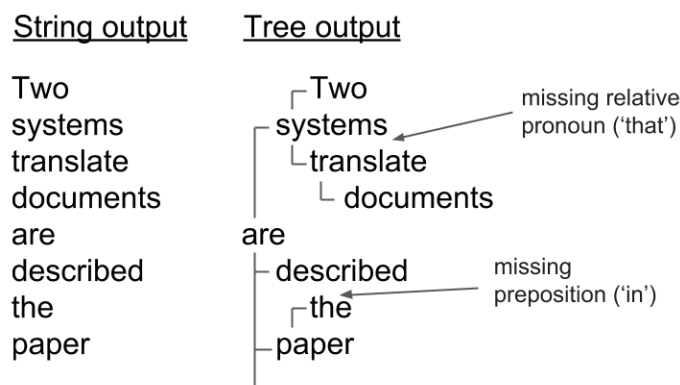 String output
Tree output
Two
systems
translate
documents
are
described
the
paper
Two
systems
translate
documents
are
described
the
paper
missing relative
pronoun (‘that’)
missing
preposition (‘in’)